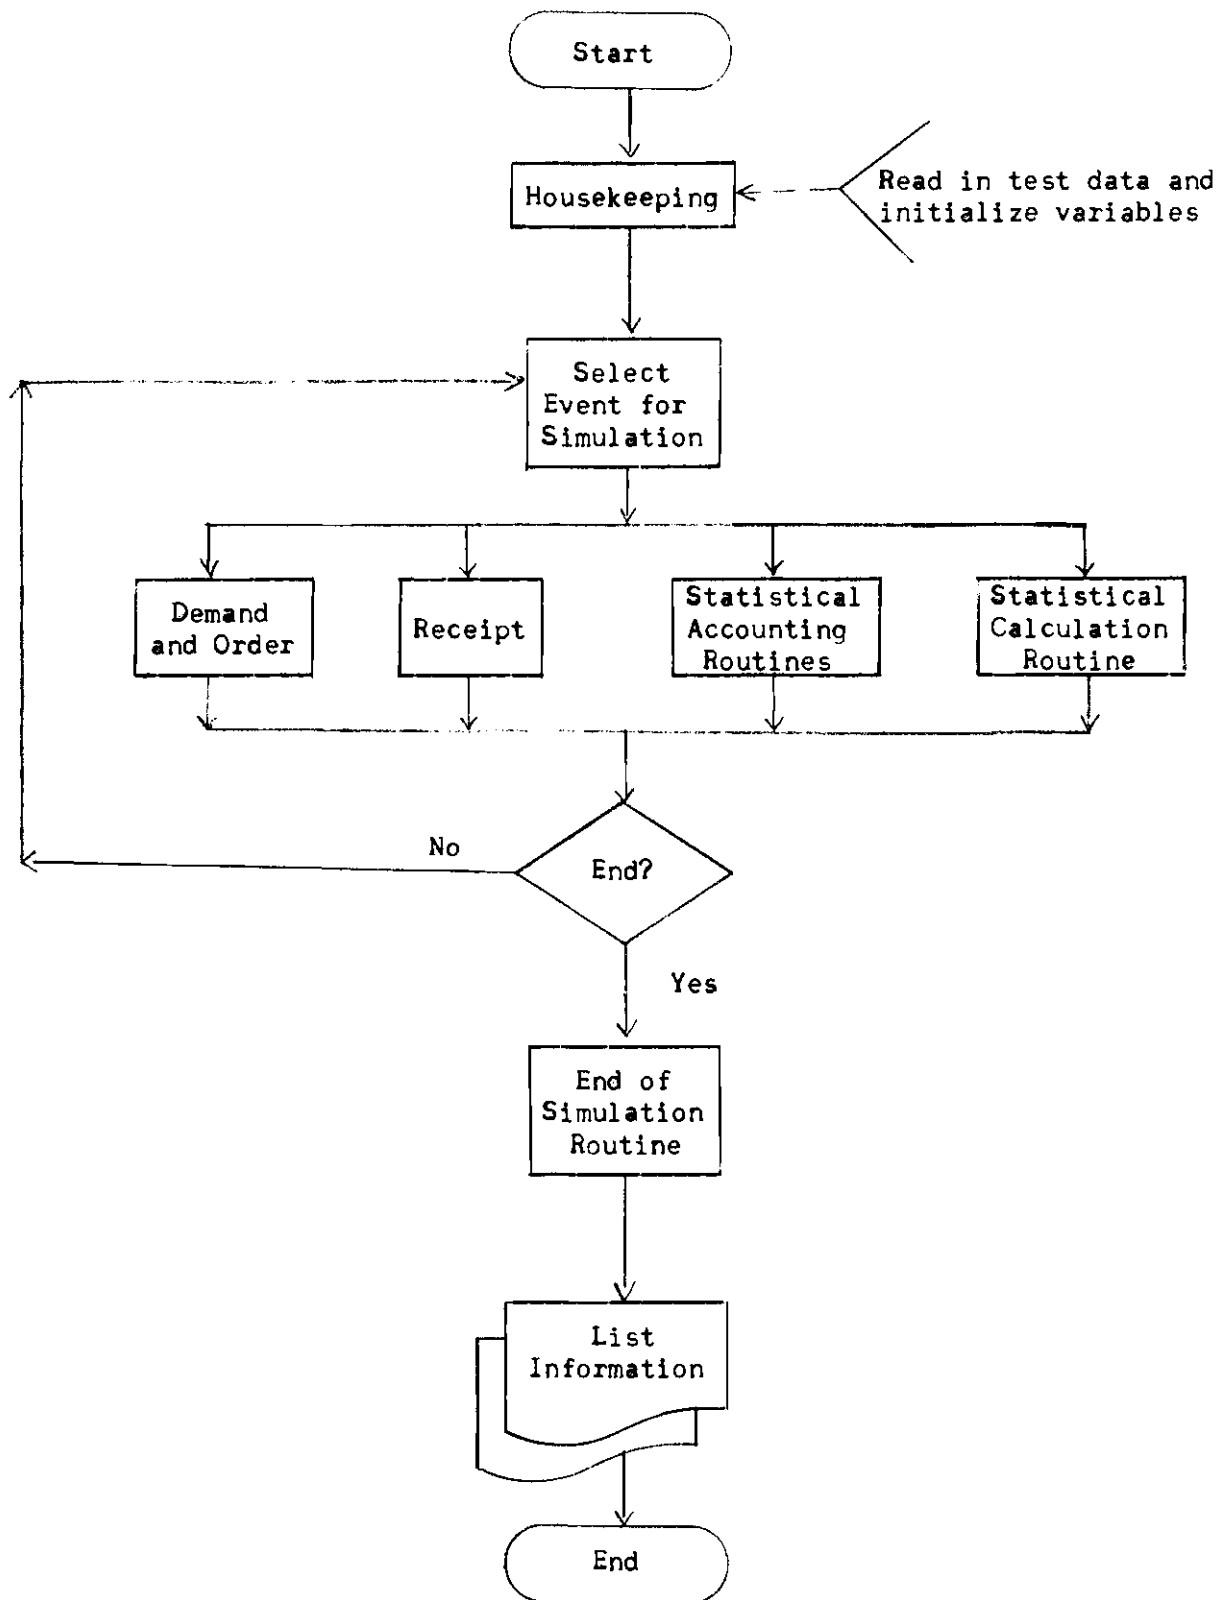 Start
Housekeeping
Read in test data and
initialize variables
Select
Event for
Simulation
Demand
and Order
Receipt
Statistical
Accounting
Routines
Statistical
Calculation
Routine
No
End?
Yes
End of
Simulation
Routine
List
Information
End